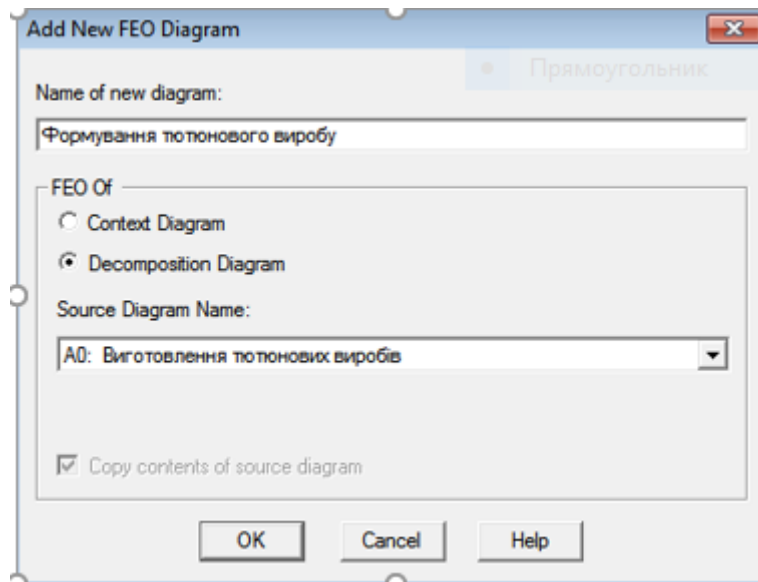 Add New FEO Diagram
Прямоугольник
Name of new diagram:
Формування тютюнового виробу
FEO Of
Context Diagram
Decomposition Diagram
Source Diagram Name:
A0: Виготовлення тютюнових виробів
Copy contents of source diagram
OK Cancel Help